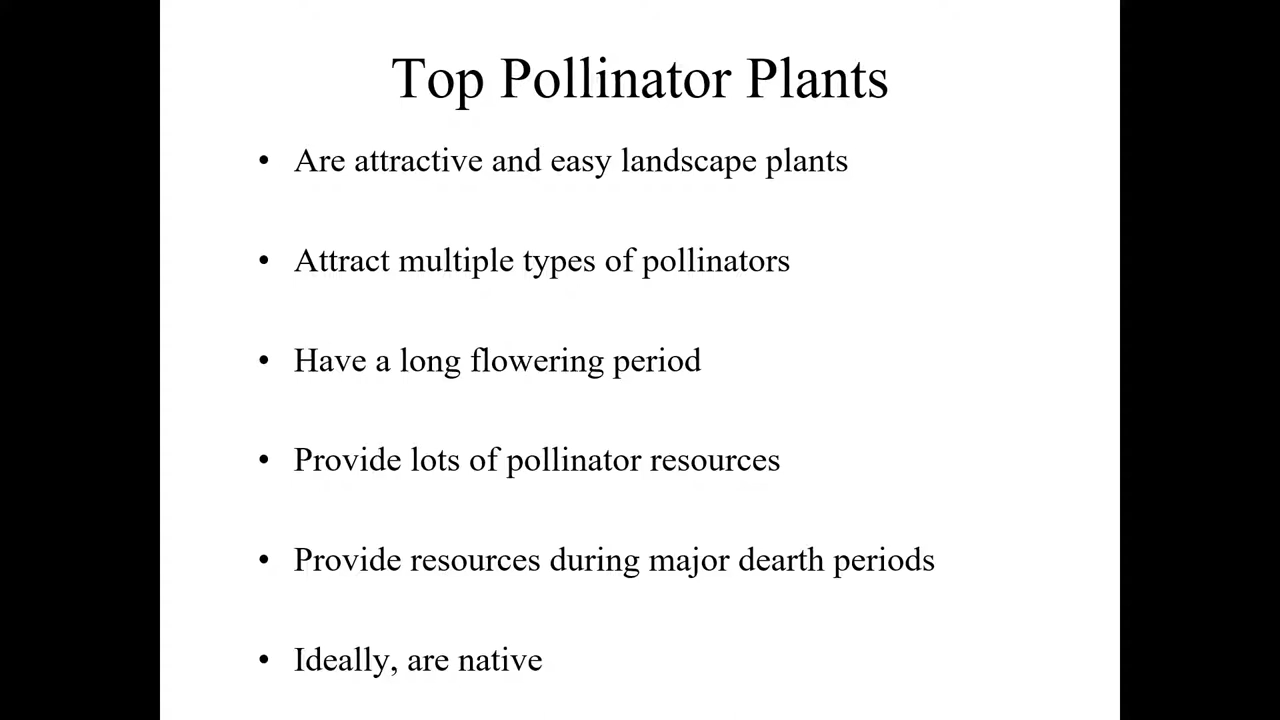 Top Pollinator Plants
• Are attractive and easy landscape plants
• Attract multiple types of pollinators
• Have a long flowering period
• Provide lots of pollinator resources
• Provide resources during major dearth periods
• Ideally, are native